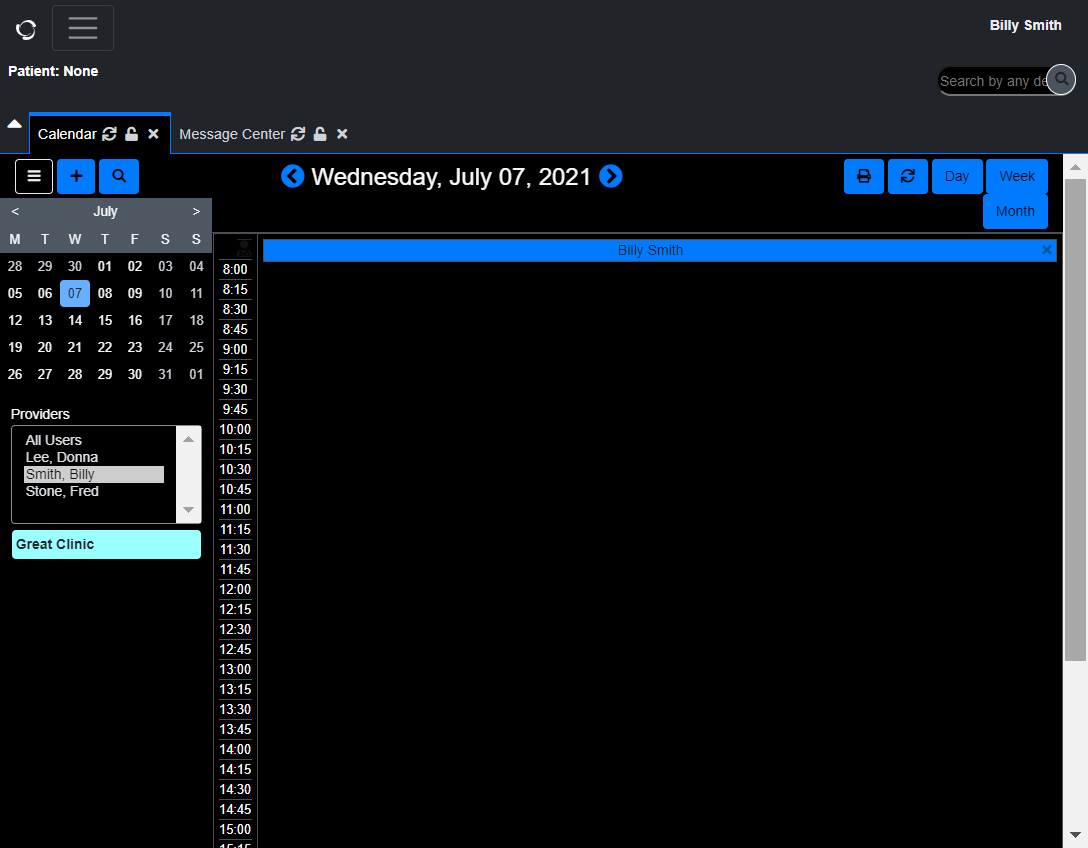 Billy Smith
Patient: None
Search by any de
Calendar
Message Center
Wednesday, July 07, 2021
Day
Week
Month
< July >
M T W T F S S
28 29 30 01 02 03 04
05 06 07 08 09 10 11
12 13 14 15 16 17 18
19 20 21 22 23 24 25
26 27 28 29 30 31 01
Providers
All Users
Lee, Donna
Smith, Billy
Stone, Fred
Great Clinic
Billy Smith
8:00
8:15
8:30
8:45
9:00
9:15
9:30
9:45
10:00
10:15
10:30
10:45
11:00
11:15
11:30
11:45
12:00
12:15
12:30
12:45
13:00
13:15
13:30
13:45
14:00
14:15
14:30
14:45
15:00
15:15